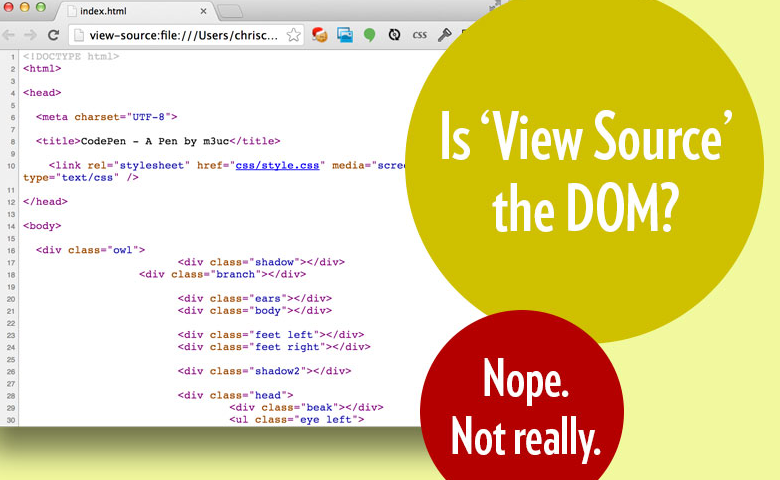 index.html
view-source:file:///Users/chrisc...
CSS
1 <!DOCTYPE html>
2 <html>
3
4 <head>
5
6 <meta charset="UTF-8">
7
8 <title>CodePen - A Pen by m3uc</title>
9
10 <link rel="stylesheet" href="css/style.css" media="scree
type="text/css" />
11
12 </head>
13
14 <body>
15
16 <div class="owl">
17 <div class="shadow"></div>
18 <div class="branch"></div>
19
20 <div class="ears"></div>
21 <div class="body"></div>
22
23 <div class="feet left"></div>
24 <div class="feet right"></div>
25
26 <div class="shadow2"></div>
27
28 <div class="head">
29 <div class="beak"></div>
30 <ul class="eye left">
Is ‘View Source’
the DOM?
Nope.
Not really.